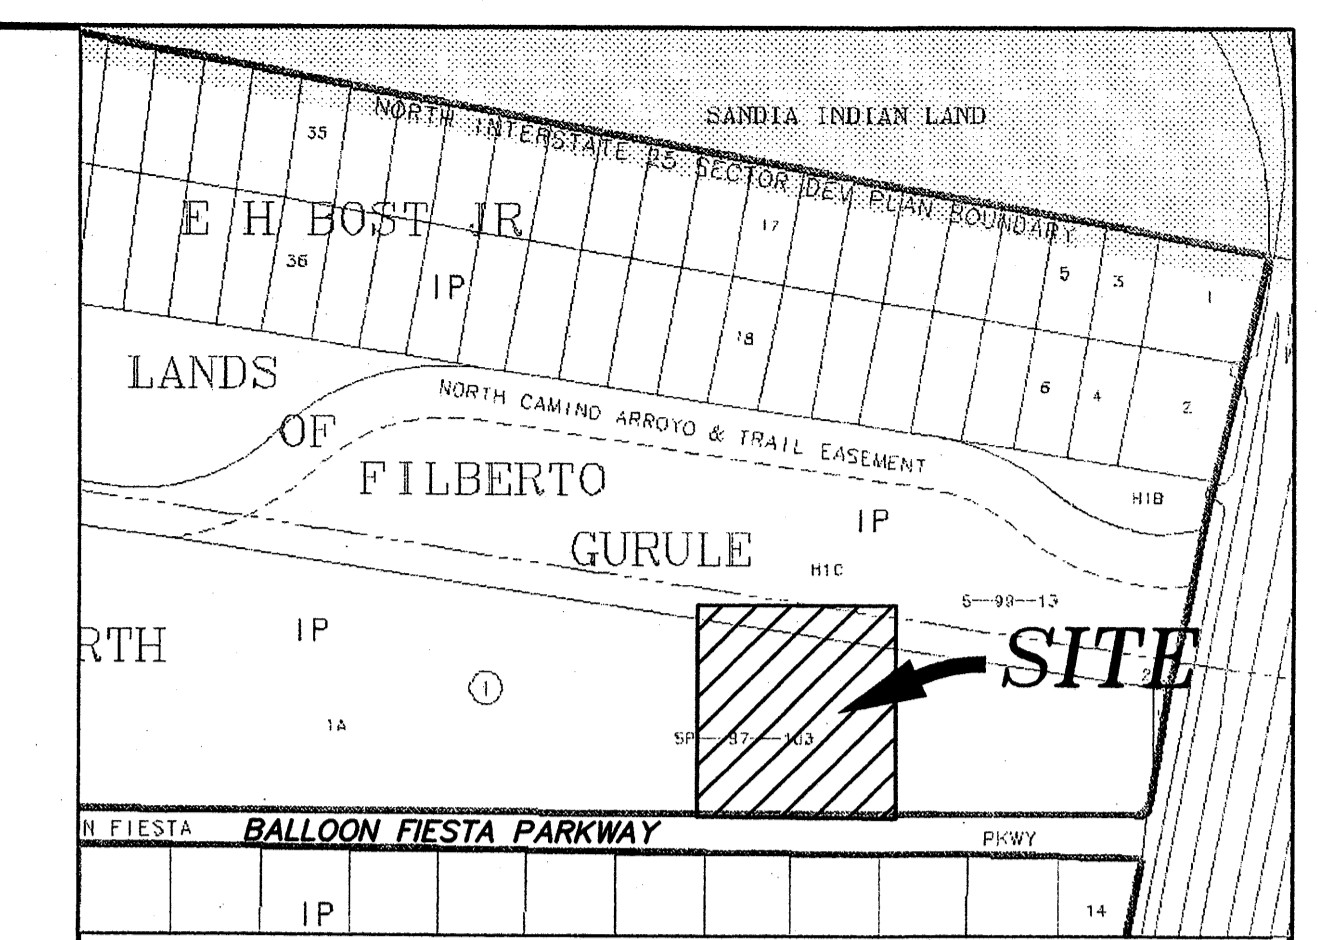 SANDIA INDIAN LAND
NORTH INTERSTATE 25 SECTOR DEV PLAN BOUNDARY
35
17
E H BOST JR
36
IP
5
3
1
18
6
4
2
LANDS
OF
FILBERTO
GURULE
NORTH CAMINO ARROYO & TRAIL EASEMENT
H1B
IP
H1C
S-99-13
RTH
IP
1
SITE
1A
SP-97-103
N FIESTA
BALLOON FIESTA PARKWAY
PKWY
IP
14